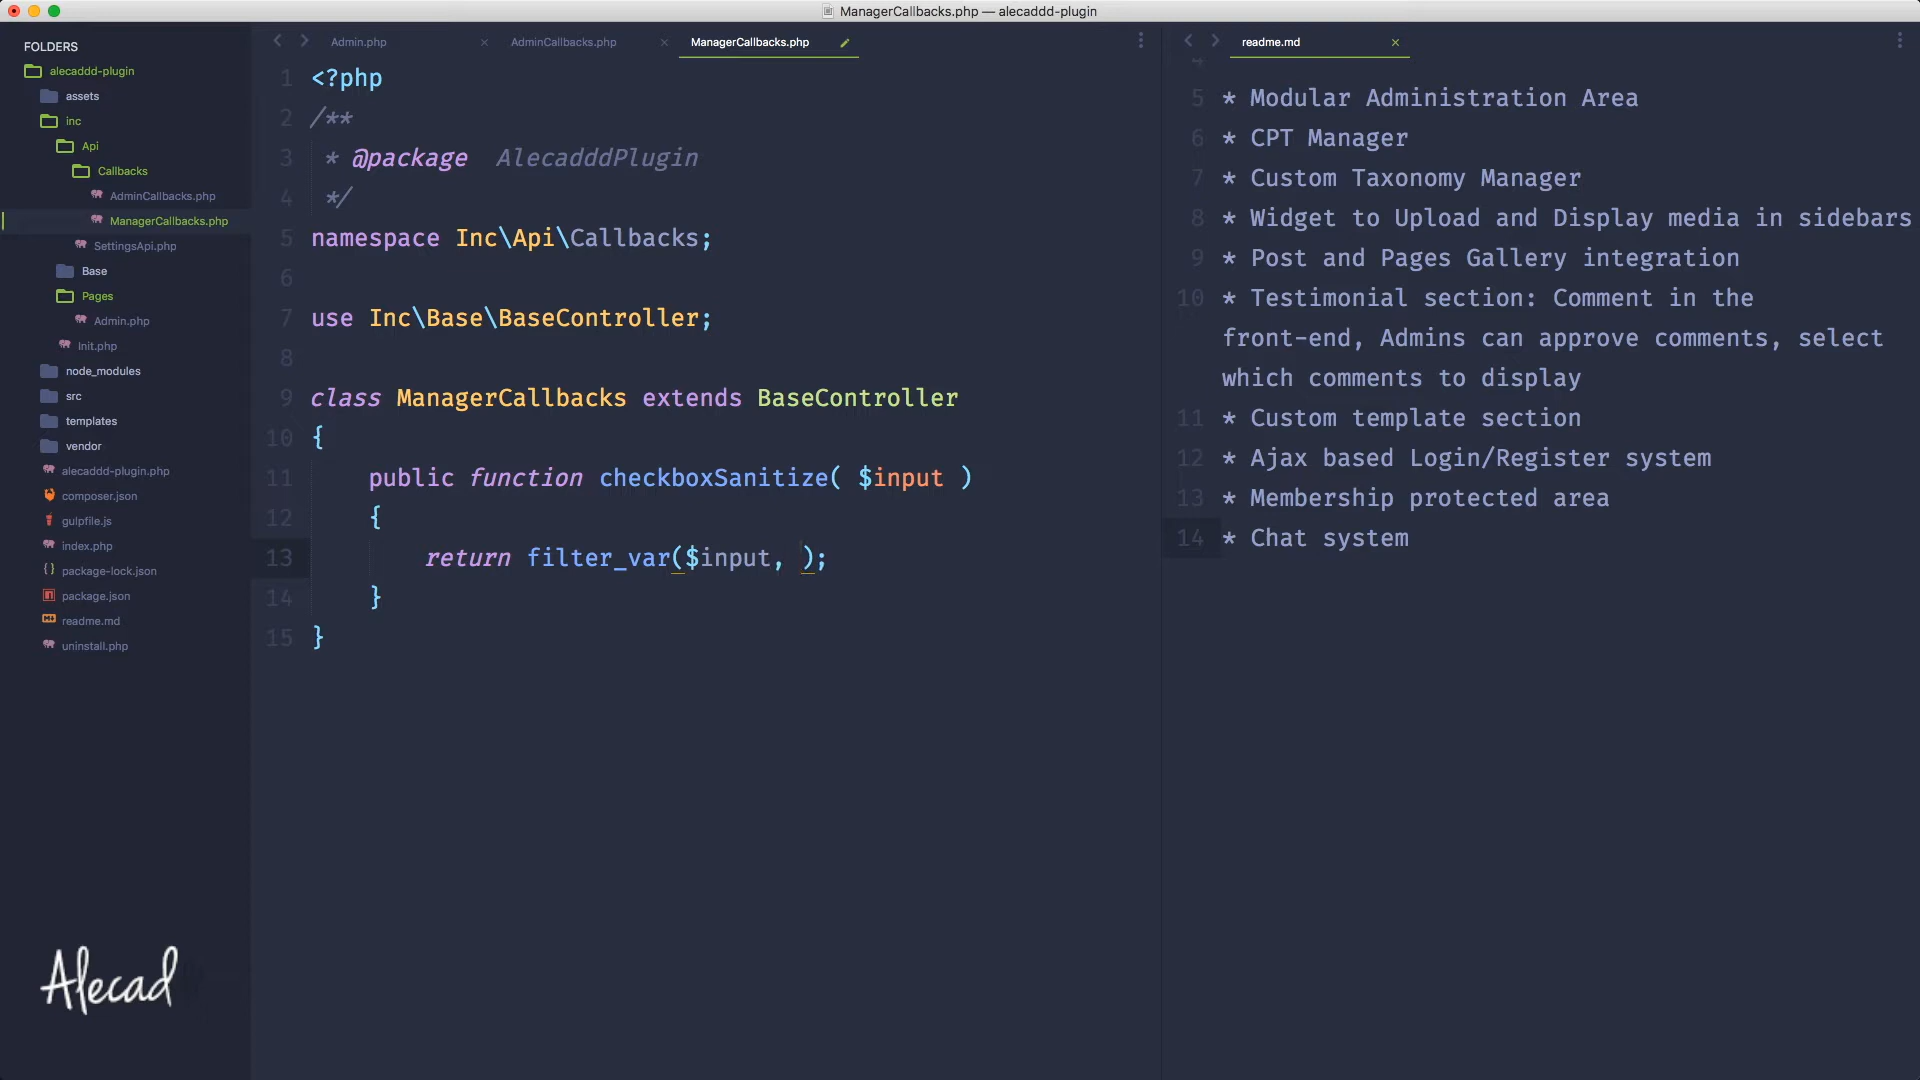 ManagerCallbacks.php — alecaddd-plugin
FOLDERS
alecaddd-plugin
assets
inc
Api
Callbacks
AdminCallbacks.php
ManagerCallbacks.php
SettingsApi.php
Base
Pages
Admin.php
Init.php
node_modules
src
templates
vendor
alecaddd-plugin.php
composer.json
gulpfile.js
index.php
package-lock.json
package.json
readme.md
uninstall.php
Alecad
Admin.php
AdminCallbacks.php
ManagerCallbacks.php
1 <?php
2 /**
3 * @package AlecadddPlugin
4 */
5 namespace Inc\Api\Callbacks;
6
7 use Inc\Base\BaseController;
8
9 class ManagerCallbacks extends BaseController
10 {
11 public function checkboxSanitize( $input )
12 {
13 return filter_var($input, );
14 }
15 }
readme.md
4
5 * Modular Administration Area
6 * CPT Manager
7 * Custom Taxonomy Manager
8 * Widget to Upload and Display media in sidebars
9 * Post and Pages Gallery integration
10 * Testimonial section: Comment in the
front-end, Admins can approve comments, select
which comments to display
11 * Custom template section
12 * Ajax based Login/Register system
13 * Membership protected area
14 * Chat system